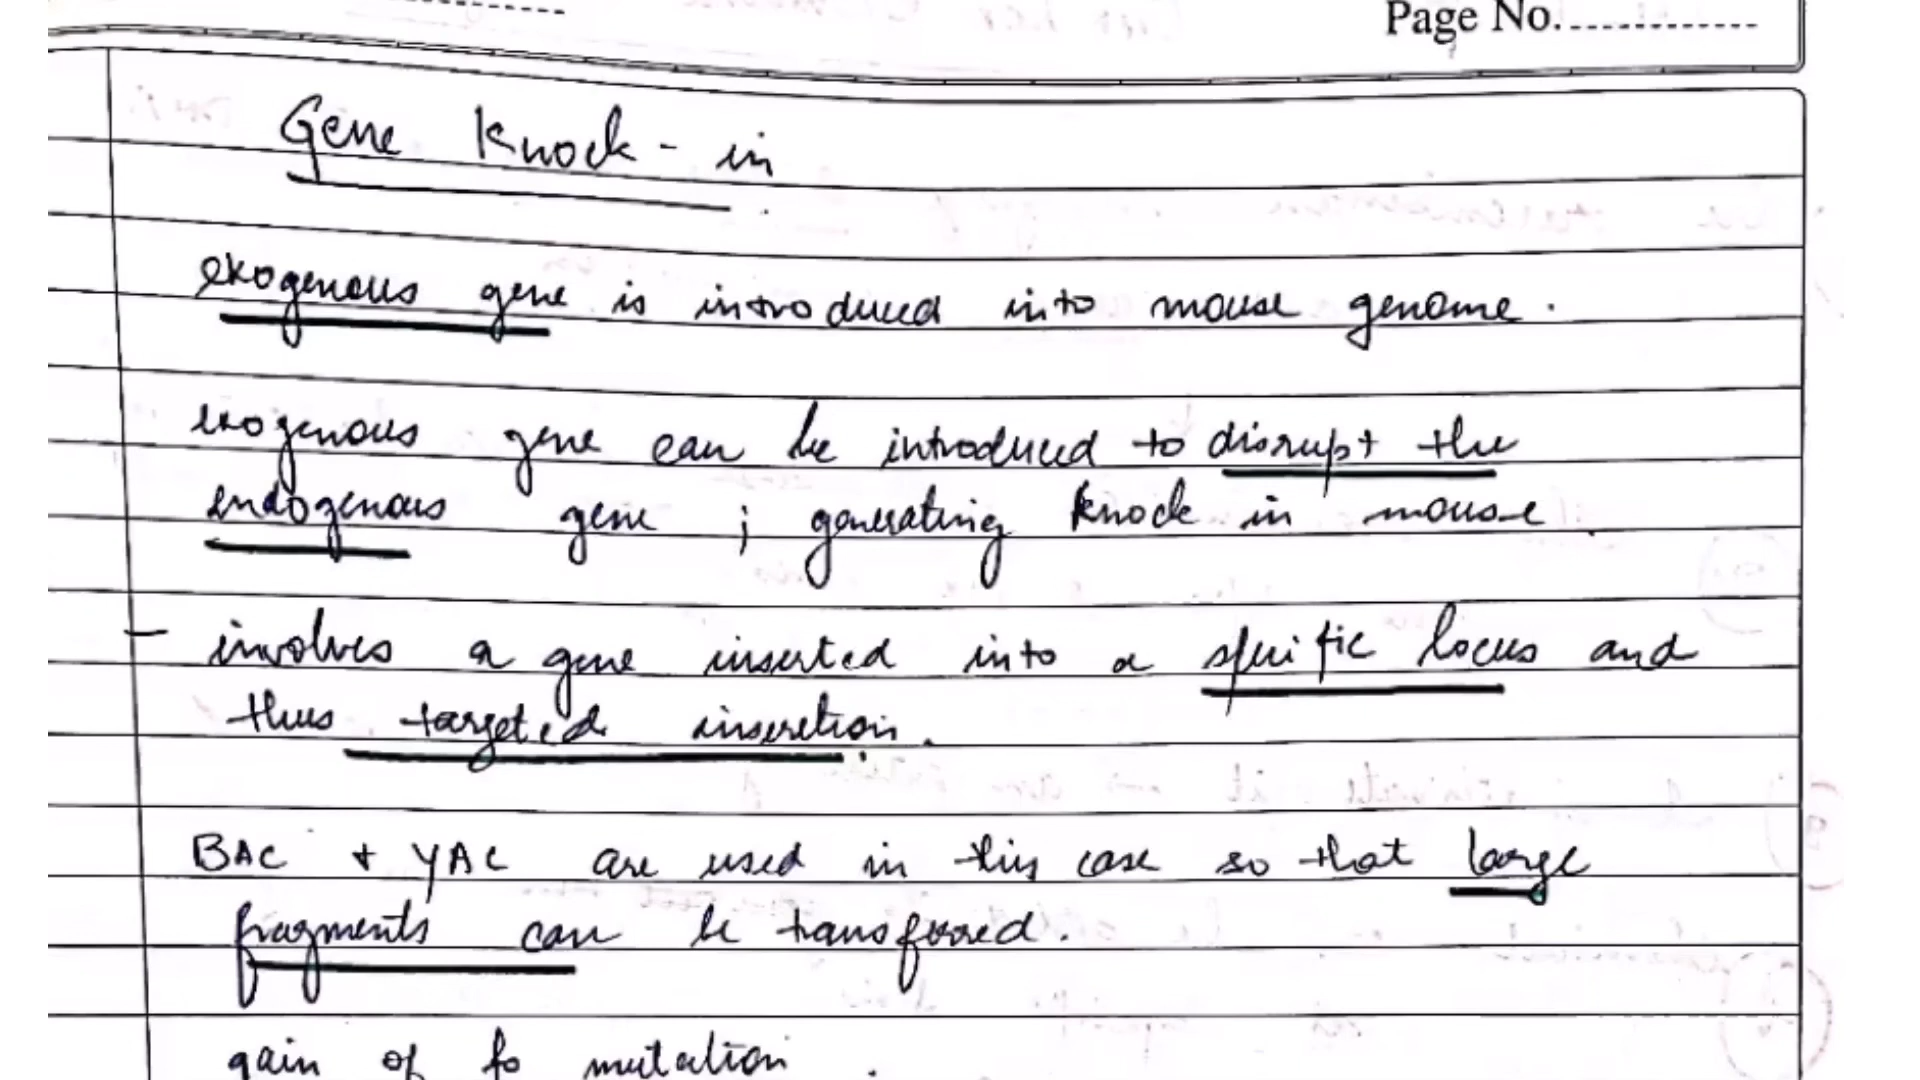 Page No.
Gene Knock-in
exogenous gene is introduced into mouse genome.
exogenous gene can be introduced to disrupt the
endogenous gene ; generating knock in mouse.
- involves a gene inserted into a specific locus and
thus targeted inseretion.
BAC + YAC are used in this case so that large
fragments can be transferred.
gain of fo mutation.